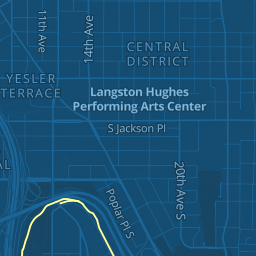 11th Ave
14th Ave
CENTRAL
DISTRICT
YESLER
TERRACE
Langston Hughes
Performing Arts Center
S Jackson Pl
AL
20th Ave S
Poplar Pl S